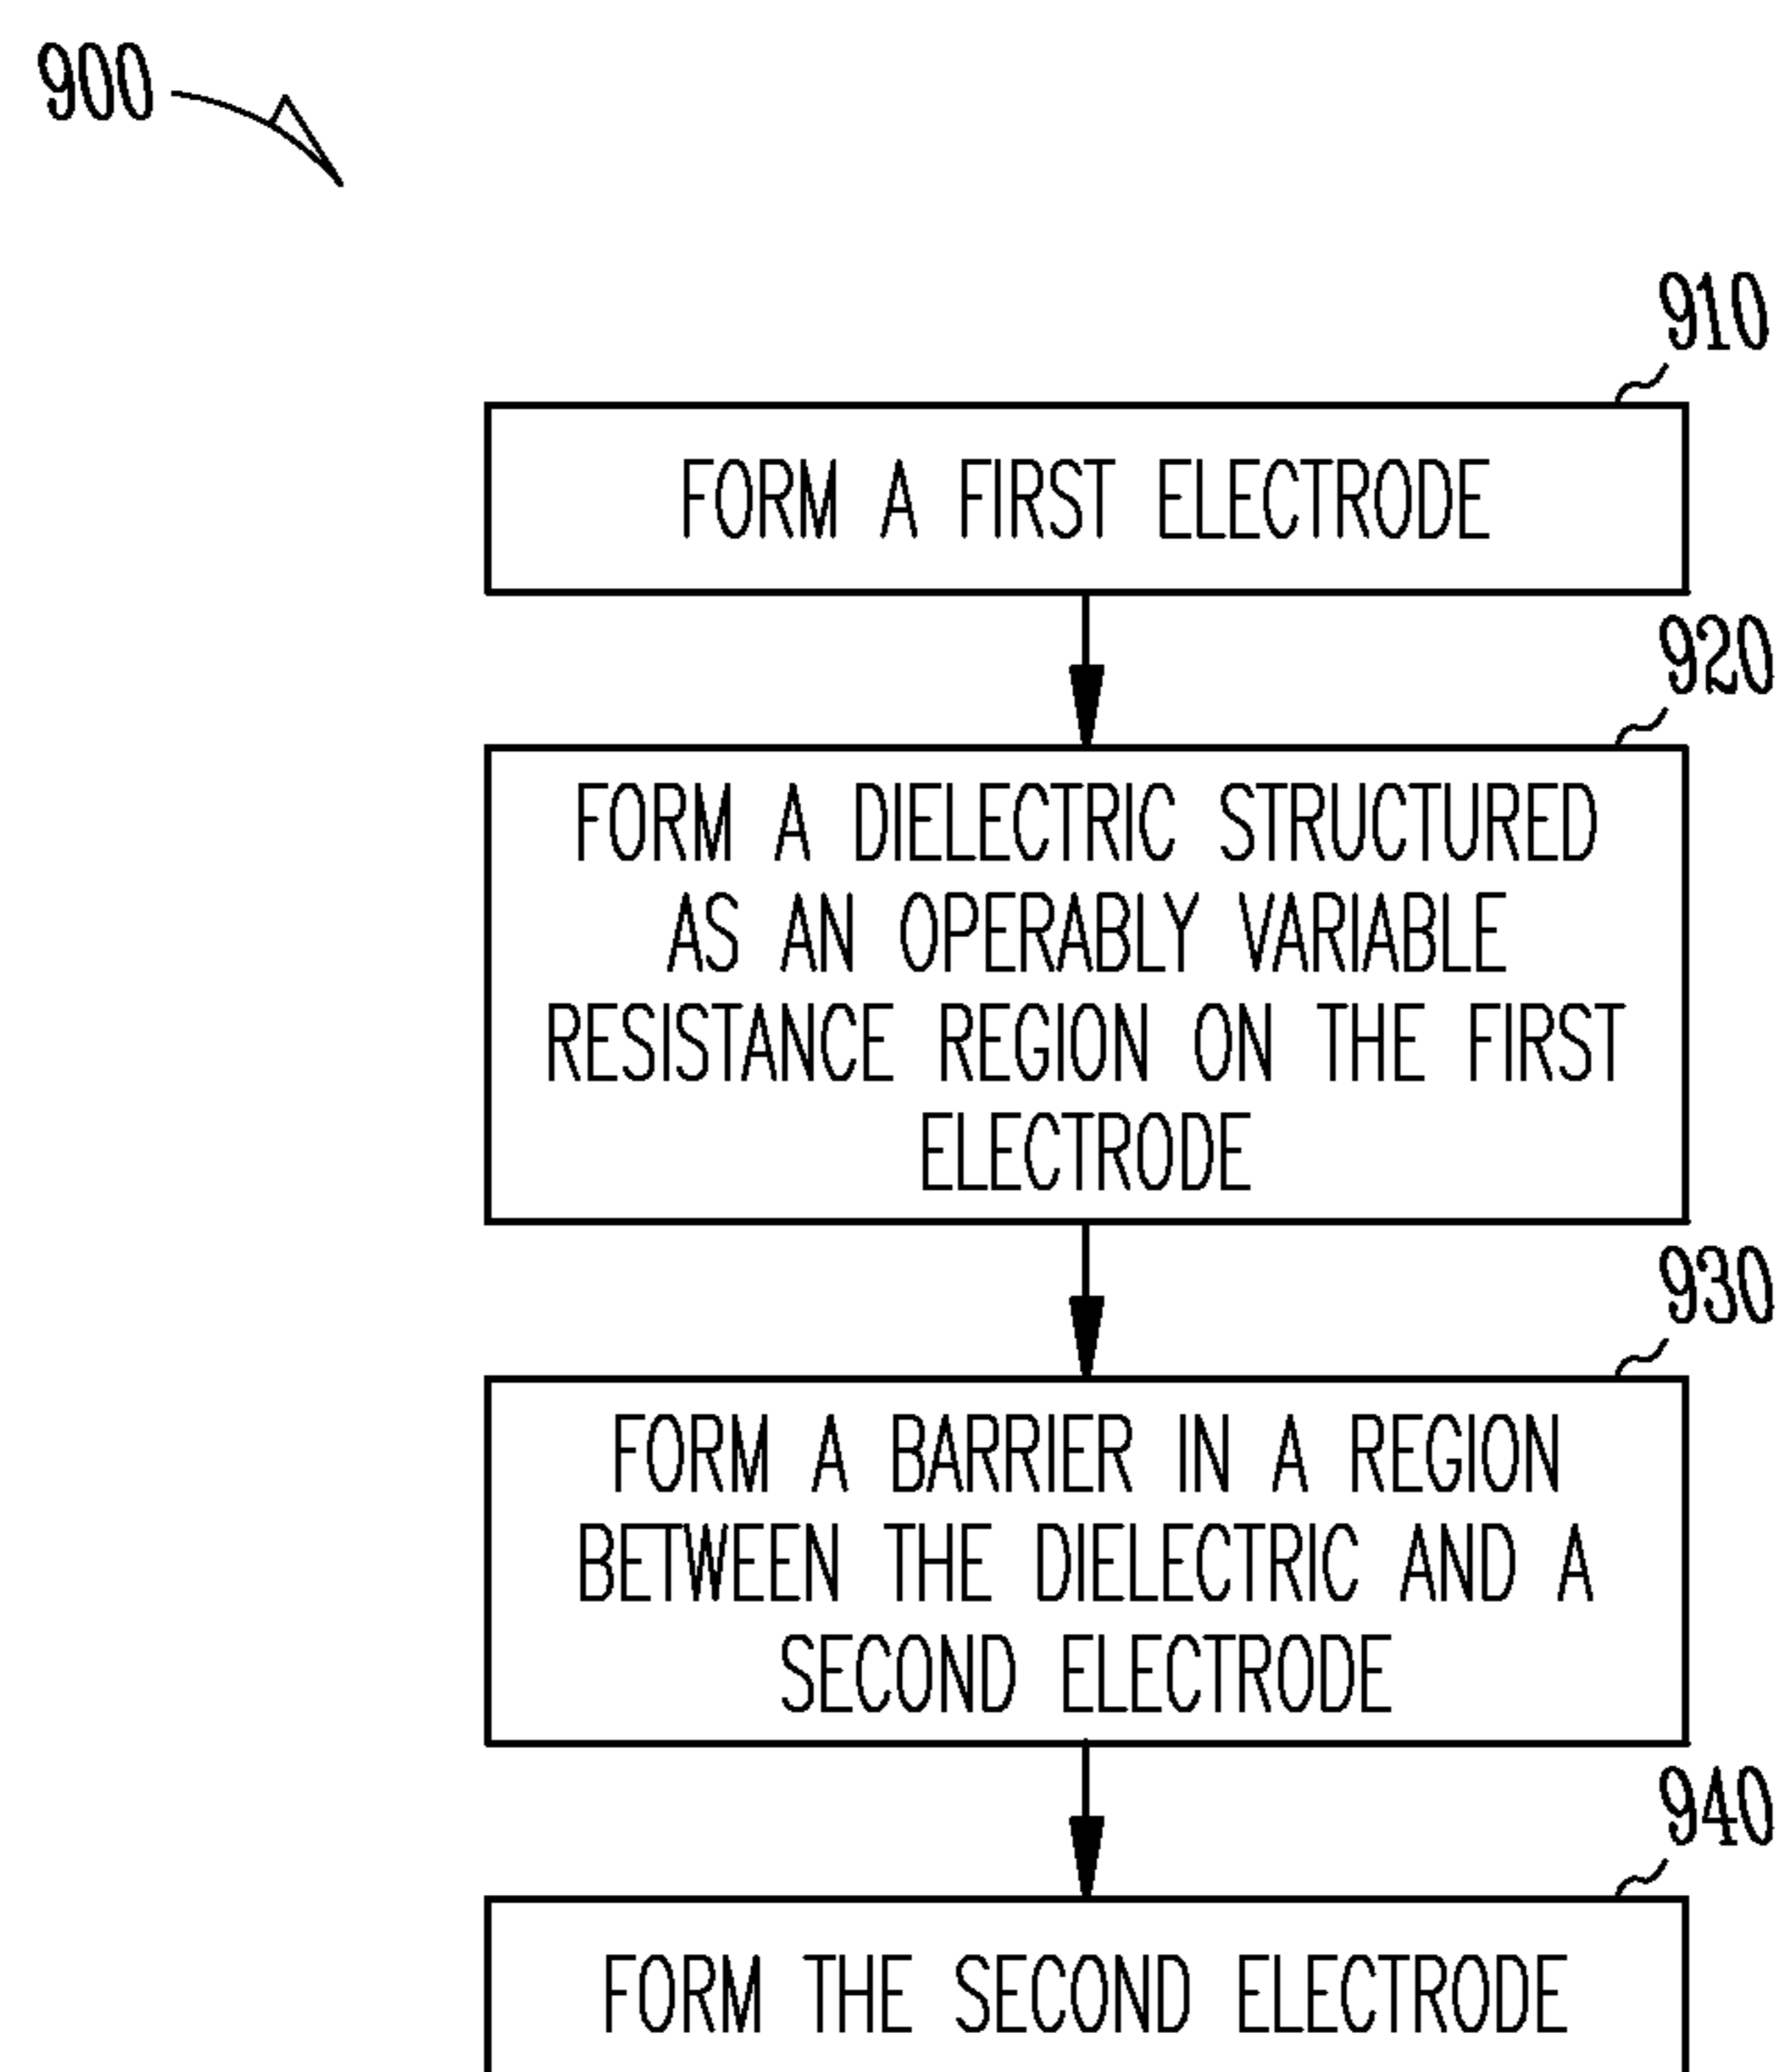 900
910
FORM A FIRST ELECTRODE
920
FORM A DIELECTRIC STRUCTURED
AS AN OPERABLY VARIABLE
RESISTANCE REGION ON THE FIRST
ELECTRODE
930
FORM A BARRIER IN A REGION
BETWEEN THE DIELECTRIC AND A
SECOND ELECTRODE
940
FORM THE SECOND ELECTRODE